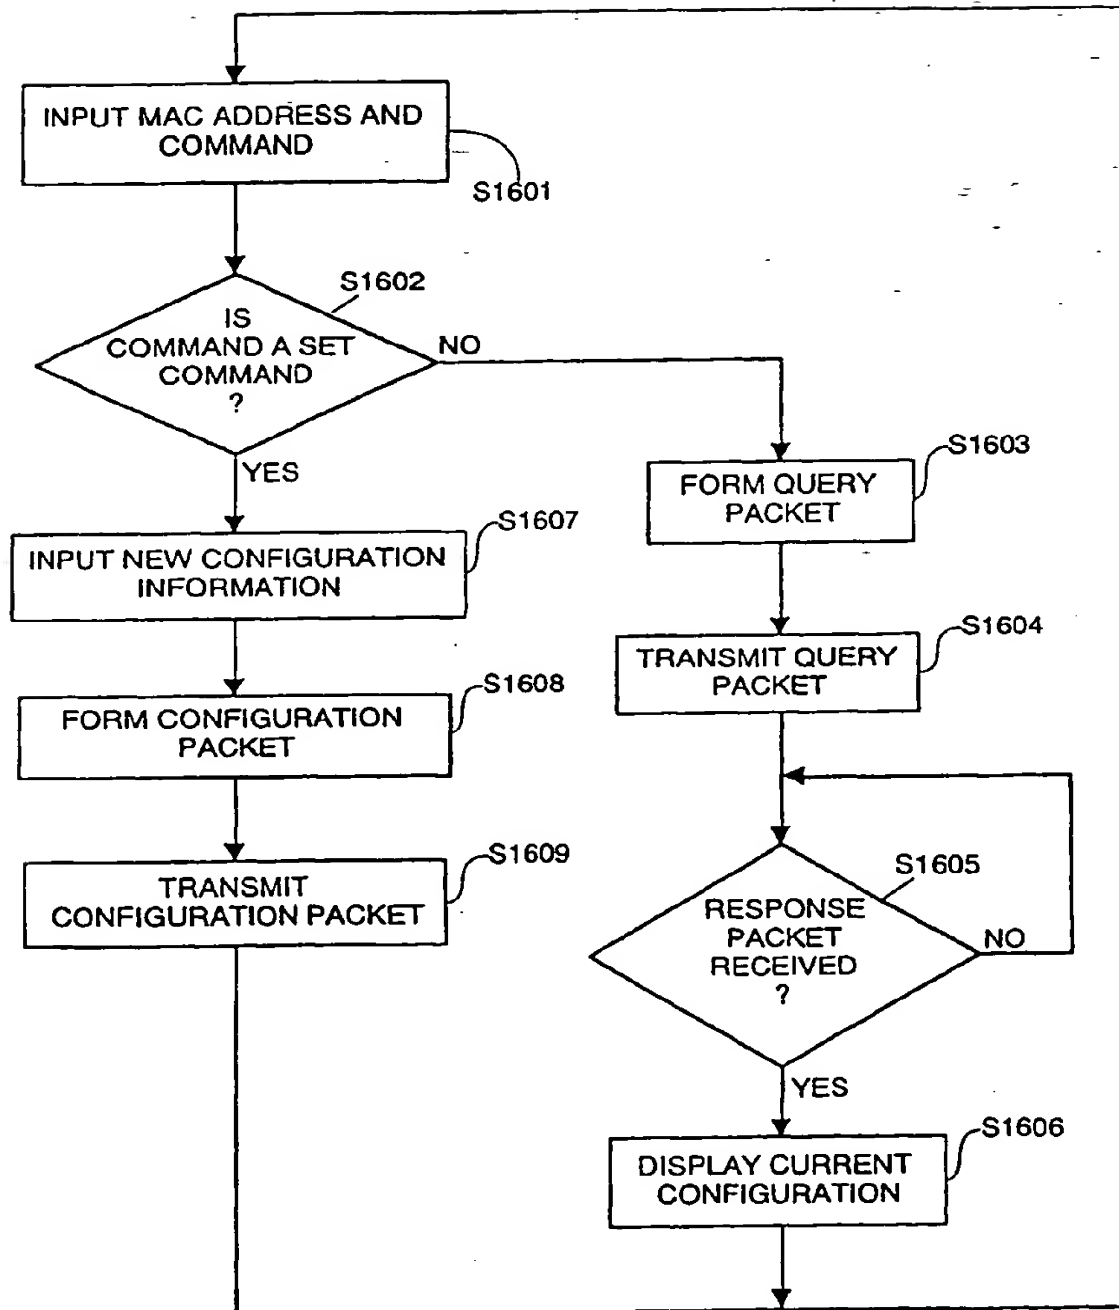 INPUT MAC ADDRESS AND
COMMAND
S1601
S1602
IS
COMMAND A SET
COMMAND
?
NO
YES
S1603
FORM QUERY
PACKET
S1607
INPUT NEW CONFIGURATION
INFORMATION
S1604
TRANSMIT QUERY
PACKET
S1608
FORM CONFIGURATION
PACKET
S1609
TRANSMIT
CONFIGURATION PACKET
S1605
RESPONSE
PACKET
RECEIVED
?
NO
YES
S1606
DISPLAY CURRENT
CONFIGURATION